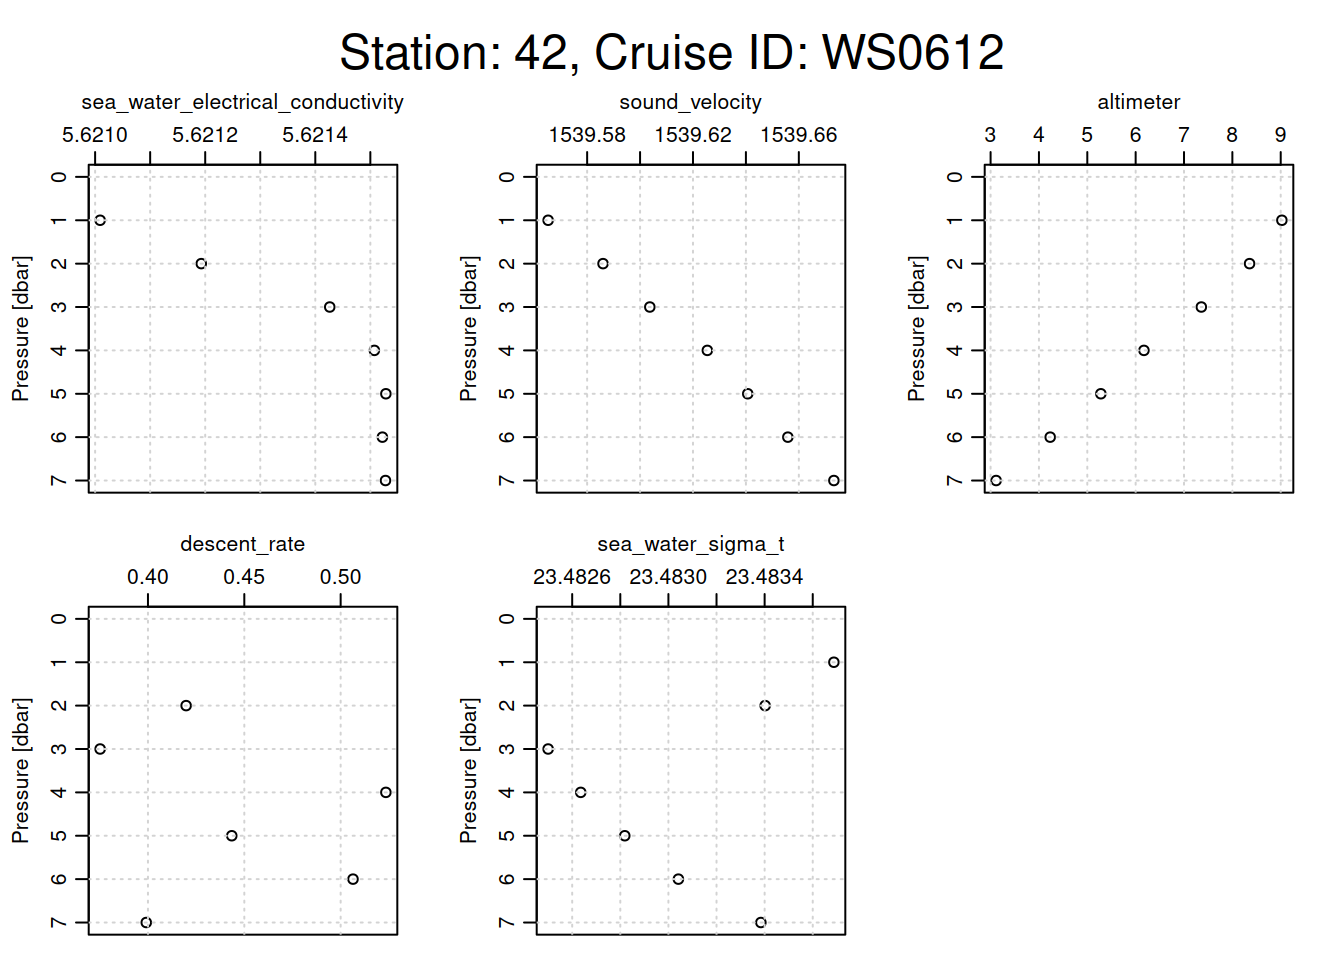 Station: 42, Cruise ID: WS0612
sea_water_electrical_conductivity
5.6210 5.6212 5.6214
Pressure [dbar]
0
1
2
3
4
5
6
7
sound_velocity
1539.58 1539.62 1539.66
Pressure [dbar]
0
1
2
3
4
5
6
7
altimeter
3 4 5 6 7 8 9
Pressure [dbar]
0
1
2
3
4
5
6
7
descent_rate
0.40 0.45 0.50
Pressure [dbar]
0
1
2
3
4
5
6
7
sea_water_sigma_t
23.4826 23.4830 23.4834
Pressure [dbar]
0
1
2
3
4
5
6
7